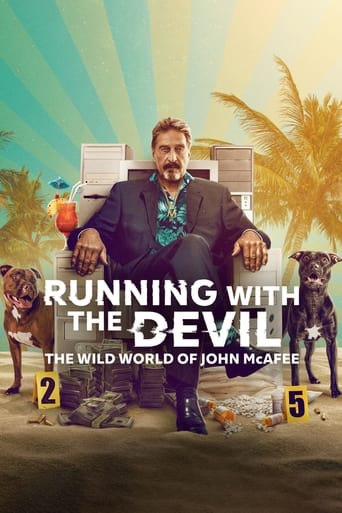 RUNNING WITH
THE DEVIL
THE WILD WORLD OF JOHN McAFEE
2
5